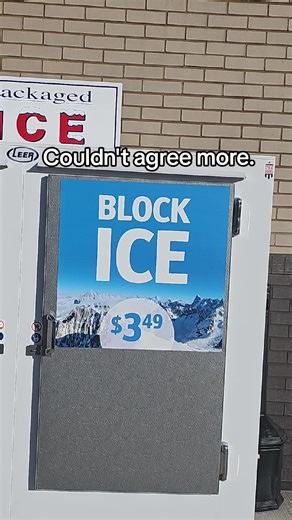 ackaged
ICE
LEER
Couldn't agree more.
BLOCK
ICE
$3.49